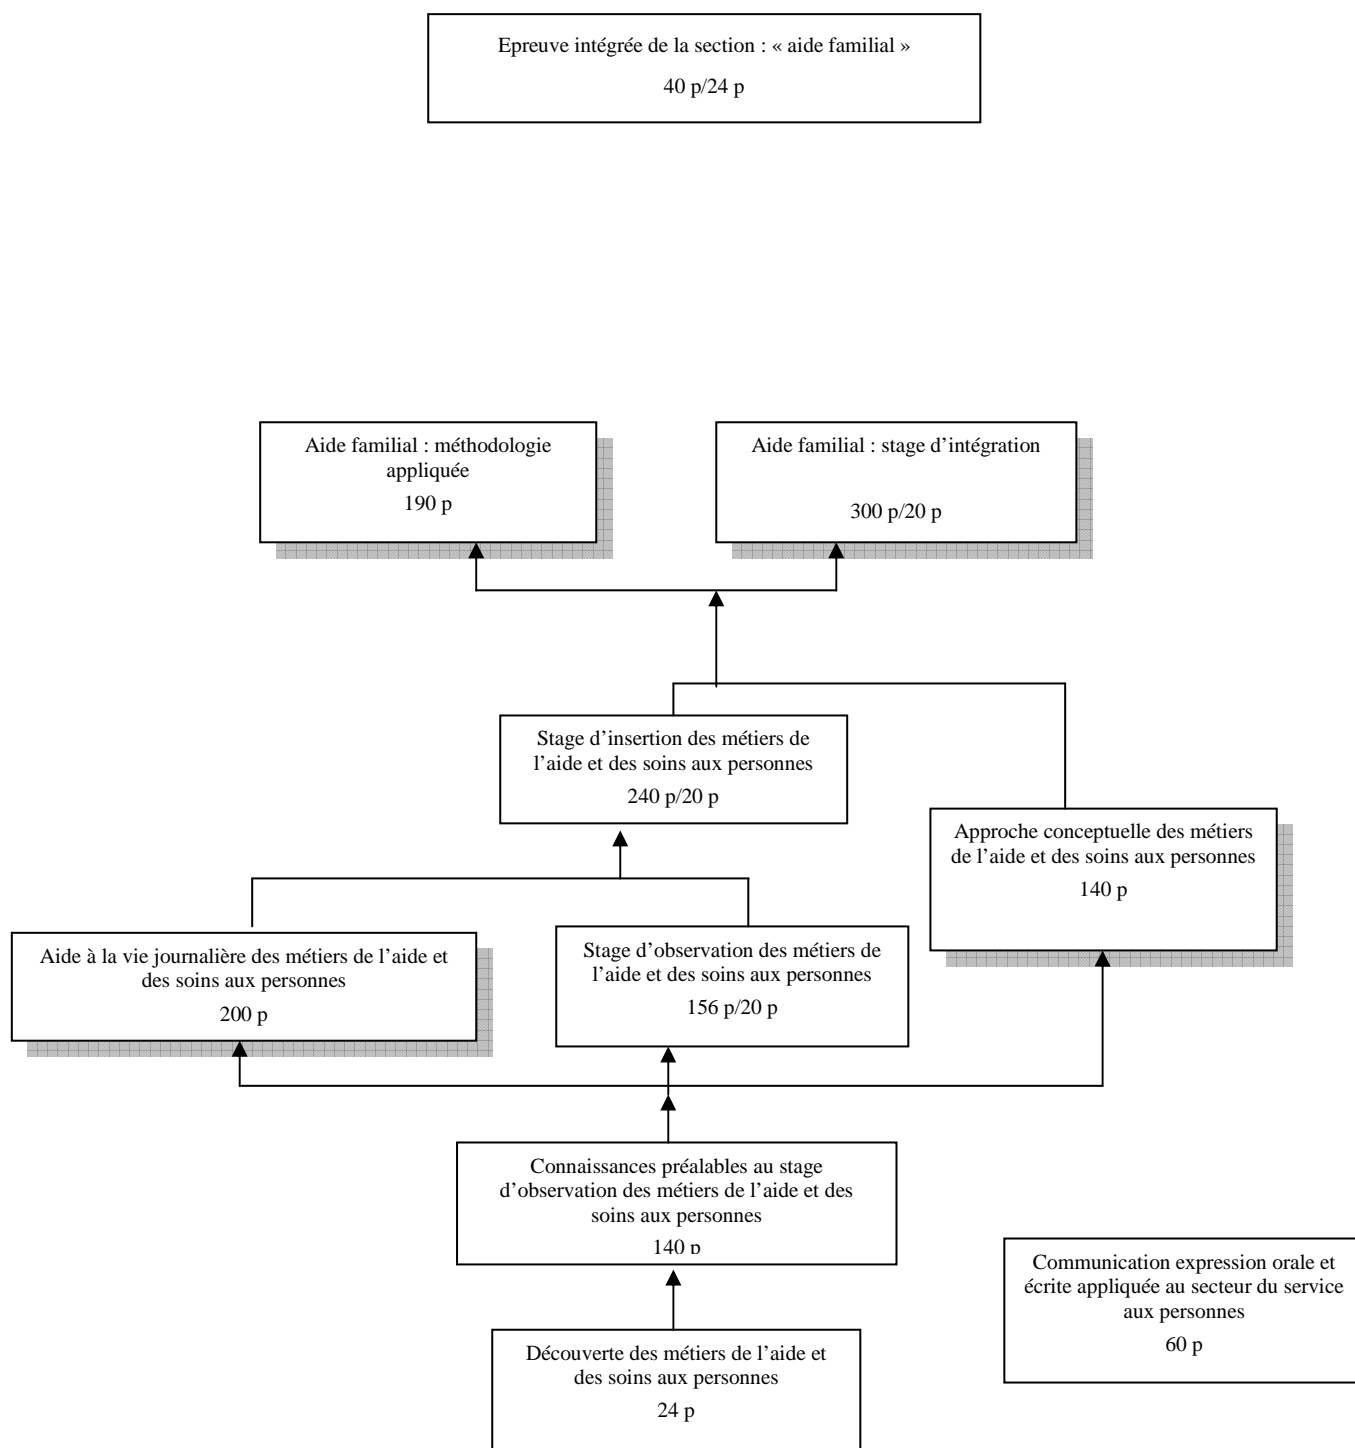 Epreuve intégrée de la section : « aide familial »
40 p/24 p
Aide familial : méthodologie
appliquée
190 p
Aide familial : stage d’intégration
300 p/20 p
Stage d’insertion des métiers de
l’aide et des soins aux personnes
240 p/20 p
Approche conceptuelle des métiers
de l’aide et des soins aux personnes
140 p
Aide à la vie journalière des métiers de l’aide et
des soins aux personnes
200 p
Stage d’observation des métiers de
l’aide et des soins aux personnes
156 p/20 p
Connaissances préalables au stage
d’observation des métiers de l’aide et des
soins aux personnes
140 p
Communication expression orale et
écrite appliquée au secteur du service
aux personnes
60 p
Découverte des métiers de l’aide et
des soins aux personnes
24 p